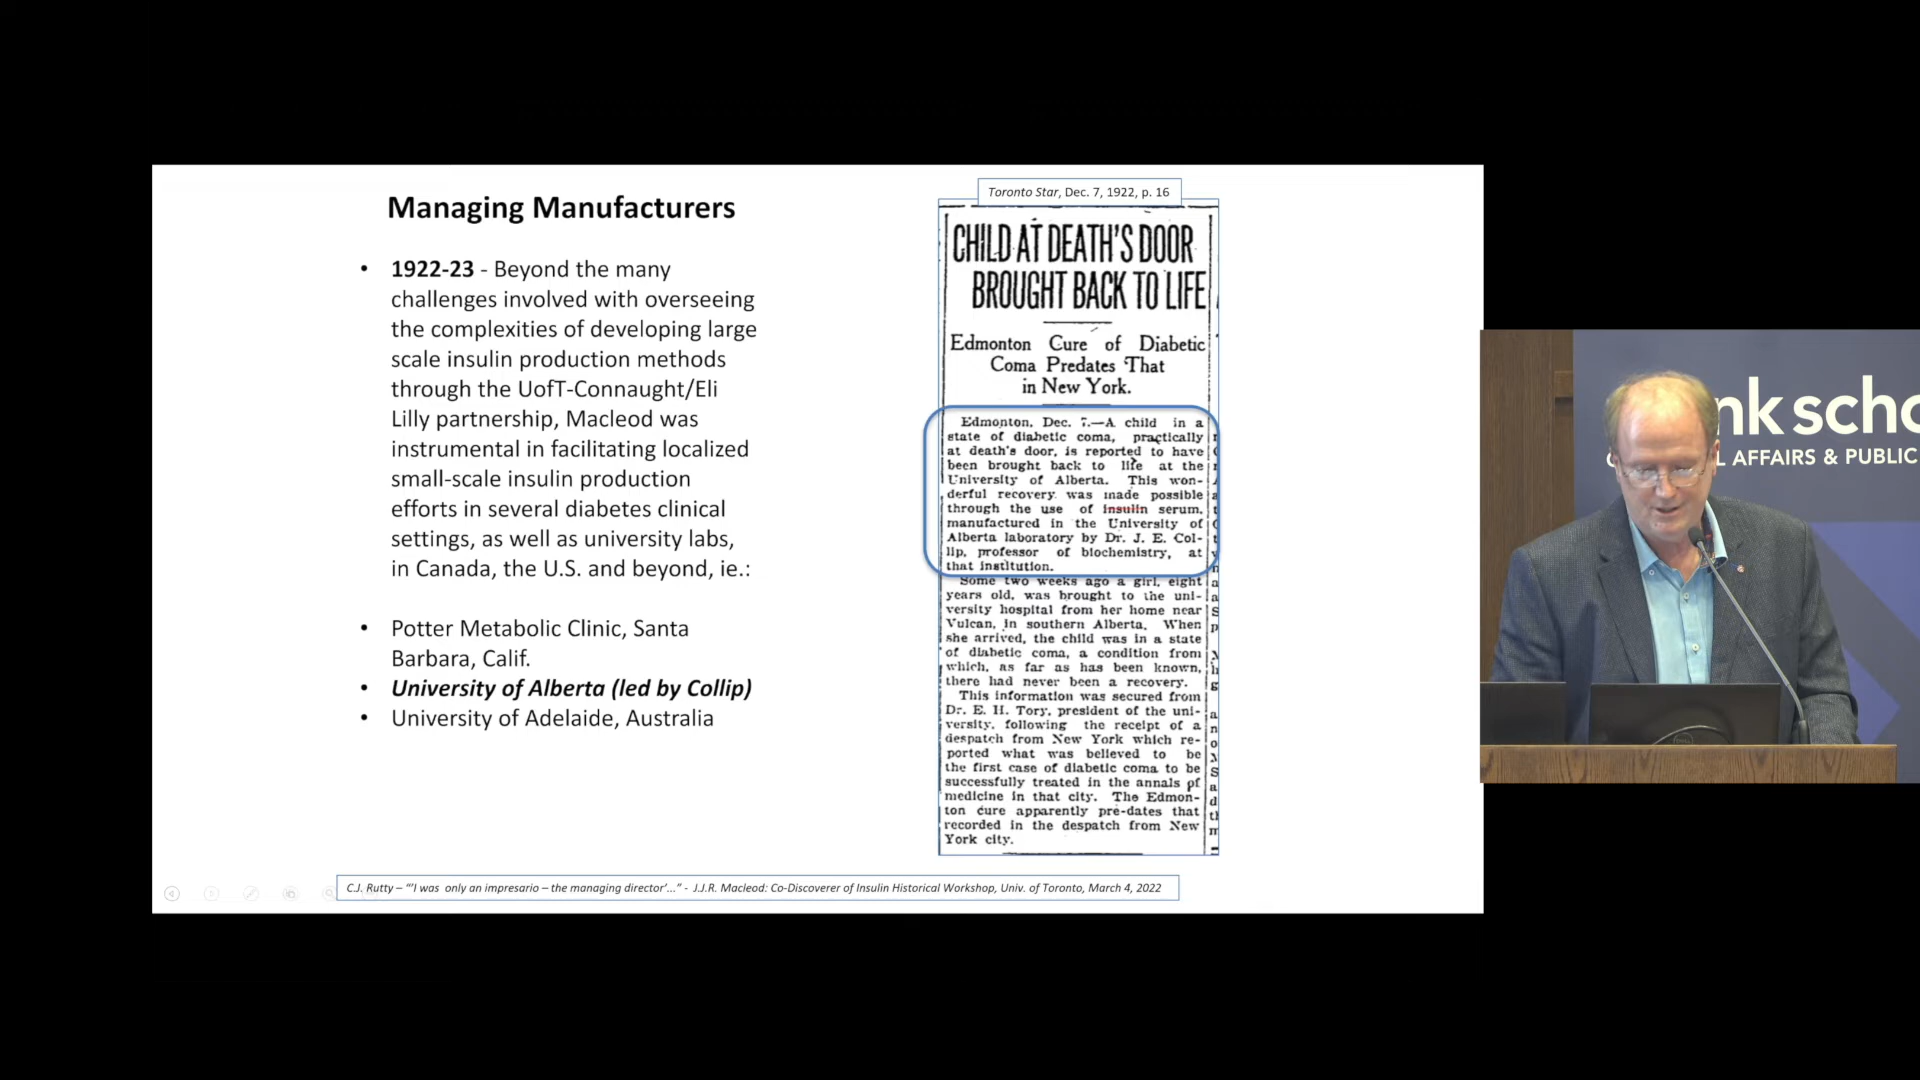 Managing Manufacturers
• 1922-23 - Beyond the many
challenges involved with overseeing
the complexities of developing large
scale insulin production methods
through the UofT-Connaught/Eli
Lilly partnership, Macleod was
instrumental in facilitating localized
small-scale insulin production
efforts in several diabetes clinical
settings, as well as university labs,
in Canada, the U.S. and beyond, ie.:
• Potter Metabolic Clinic, Santa
Barbara, Calif.
• University of Alberta (led by Collip)
• University of Adelaide, Australia
Toronto Star, Dec. 7, 1922, p. 16
CHILD AT DEATH'S DOOR
BROUGHT BACK TO LIFE
Edmonton Cure of Diabetic
Coma Predates That
in New York.
Edmonton, Dec. 7.—A child in a
state of diabetic coma, practically
at death's door, is reported to have
been brought back to life at the
University of Alberta. This won-
derful recovery was made possible
through the use of insulin serum,
manufactured in the University of
Alberta laboratory by Dr. J. E. Col-
lip, professor of biochemistry, at
that institution.
Some two weeks ago a girl, eight
years old, was brought to the uni-
versity hospital from her home near
Vulcan, in southern Alberta. When
she arrived, the child was in a state
of diabetic coma, a condition from
which, as far as has been known,
there had never been a recovery.
This information was secured from
Dr. E. H. Tory, president of the uni-
versity, following the receipt of a
despatch from New York which re-
ported what was believed to be
the first case of diabetic coma to be
successfully treated in the annals of
medicine in that city. The Edmon-
ton cure apparently pre-dates that
recorded in the despatch from New
York city.
C.J. Rutty – “‘I was only an impresario – the managing director’...” - J.J.R. Macleod: Co-Discoverer of Insulin Historical Workshop, Univ. of Toronto, March 4, 2022
nk scho
L AFFAIRS & PUBLIC